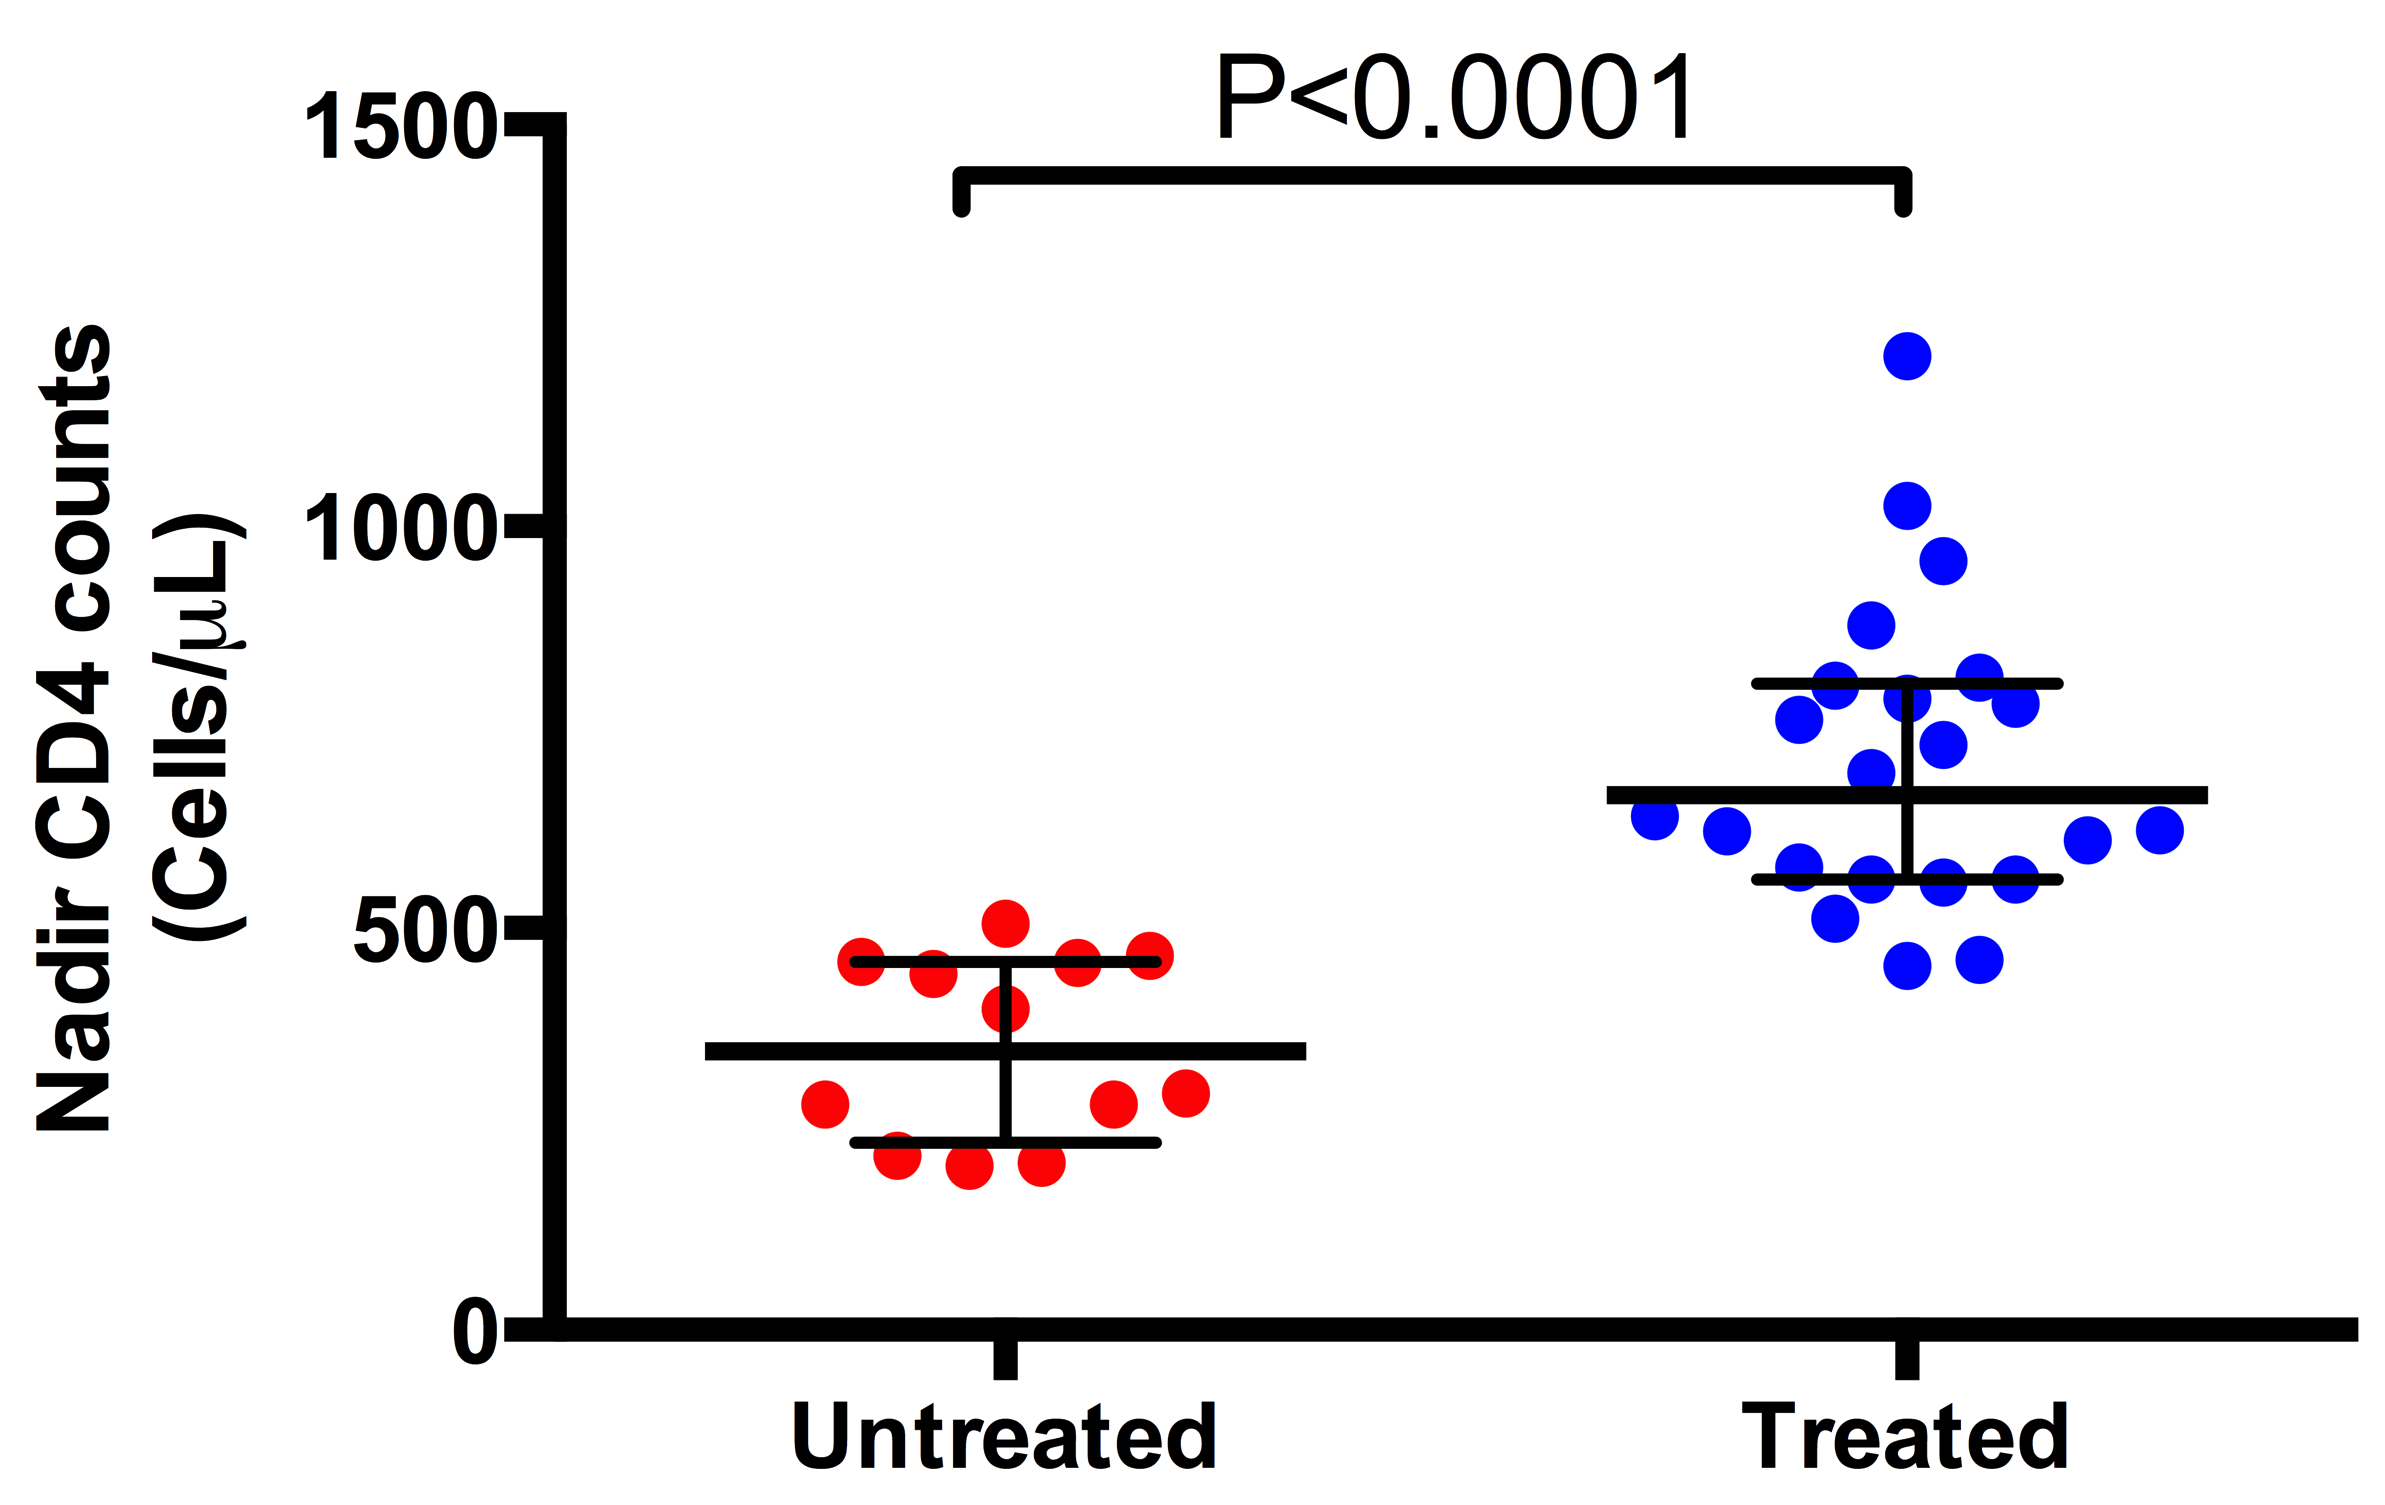 P<0.0001
Nadir CD4 counts
(Cells/μL)
1500
1000
500
0
Untreated
Treated